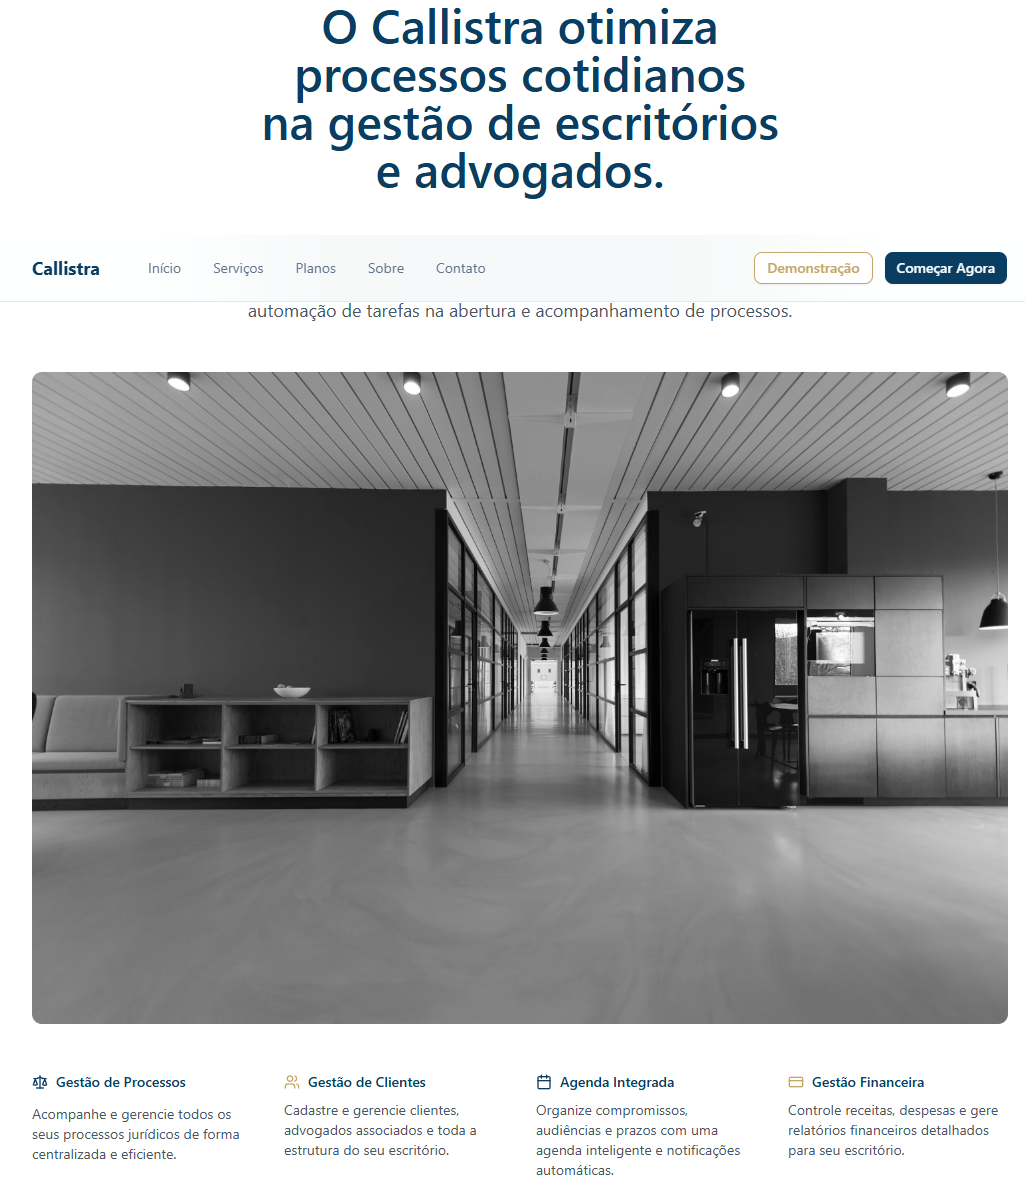 O Callistra otimiza
processos cotidianos
na gestão de escritórios
e advogados.
Callistra
Início
Serviços
Planos
Sobre
Contato
Demonstração
Começar Agora
automação de tarefas na abertura e acompanhamento de processos.
Gestão de Processos
Acompanhe e gerencie todos os
seus processos jurídicos de forma
centralizada e eficiente.
Gestão de Clientes
Cadastre e gerencie clientes,
advogados associados e toda a
estrutura do seu escritório.
Agenda Integrada
Organize compromissos,
audiências e prazos com uma
agenda inteligente e notificações
automáticas.
Gestão Financeira
Controle receitas, despesas e gere
relatórios financeiros detalhados
para seu escritório.